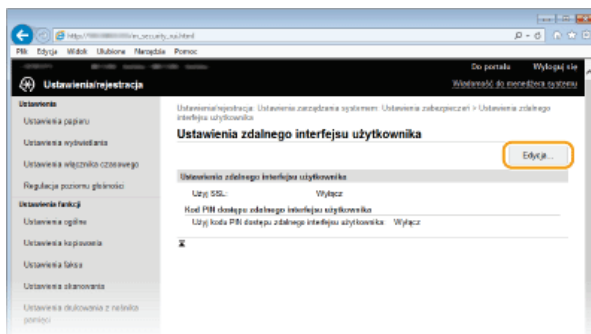 Plik Edycja Widok Ulubione Narzędzia Pomoc
Do portalu Wyloguj się
Ustawienia/rejestracja
Wiadomość do menedżera systemu
Ustawienia
Ustawienia papieru
Ustawienia wyświetlania
Ustawienia włącznika czasowego
Regulacja poziomu głośności
Ustawienia funkcji
Ustawienia ogólne
Ustawienia kopiowania
Ustawienia faksu
Ustawienia skanowania
Ustawienia drukowania z nośnika
pamięci
Ustawienia/rejestracja: Ustawienia zarządzania systemem: Ustawienia zabezpieczeń > Ustawienia zdalnego
interfejsu użytkownika
Ustawienia zdalnego interfejsu użytkownika
Edycja...
Ustawienia zdalnego interfejsu użytkownika
Użyj SSL: Wyłącz
Kod PIN dostępu zdalnego interfejsu użytkownika
Użyj kodu PIN dostępu zdalnego interfejsu użytkownika: Wyłącz